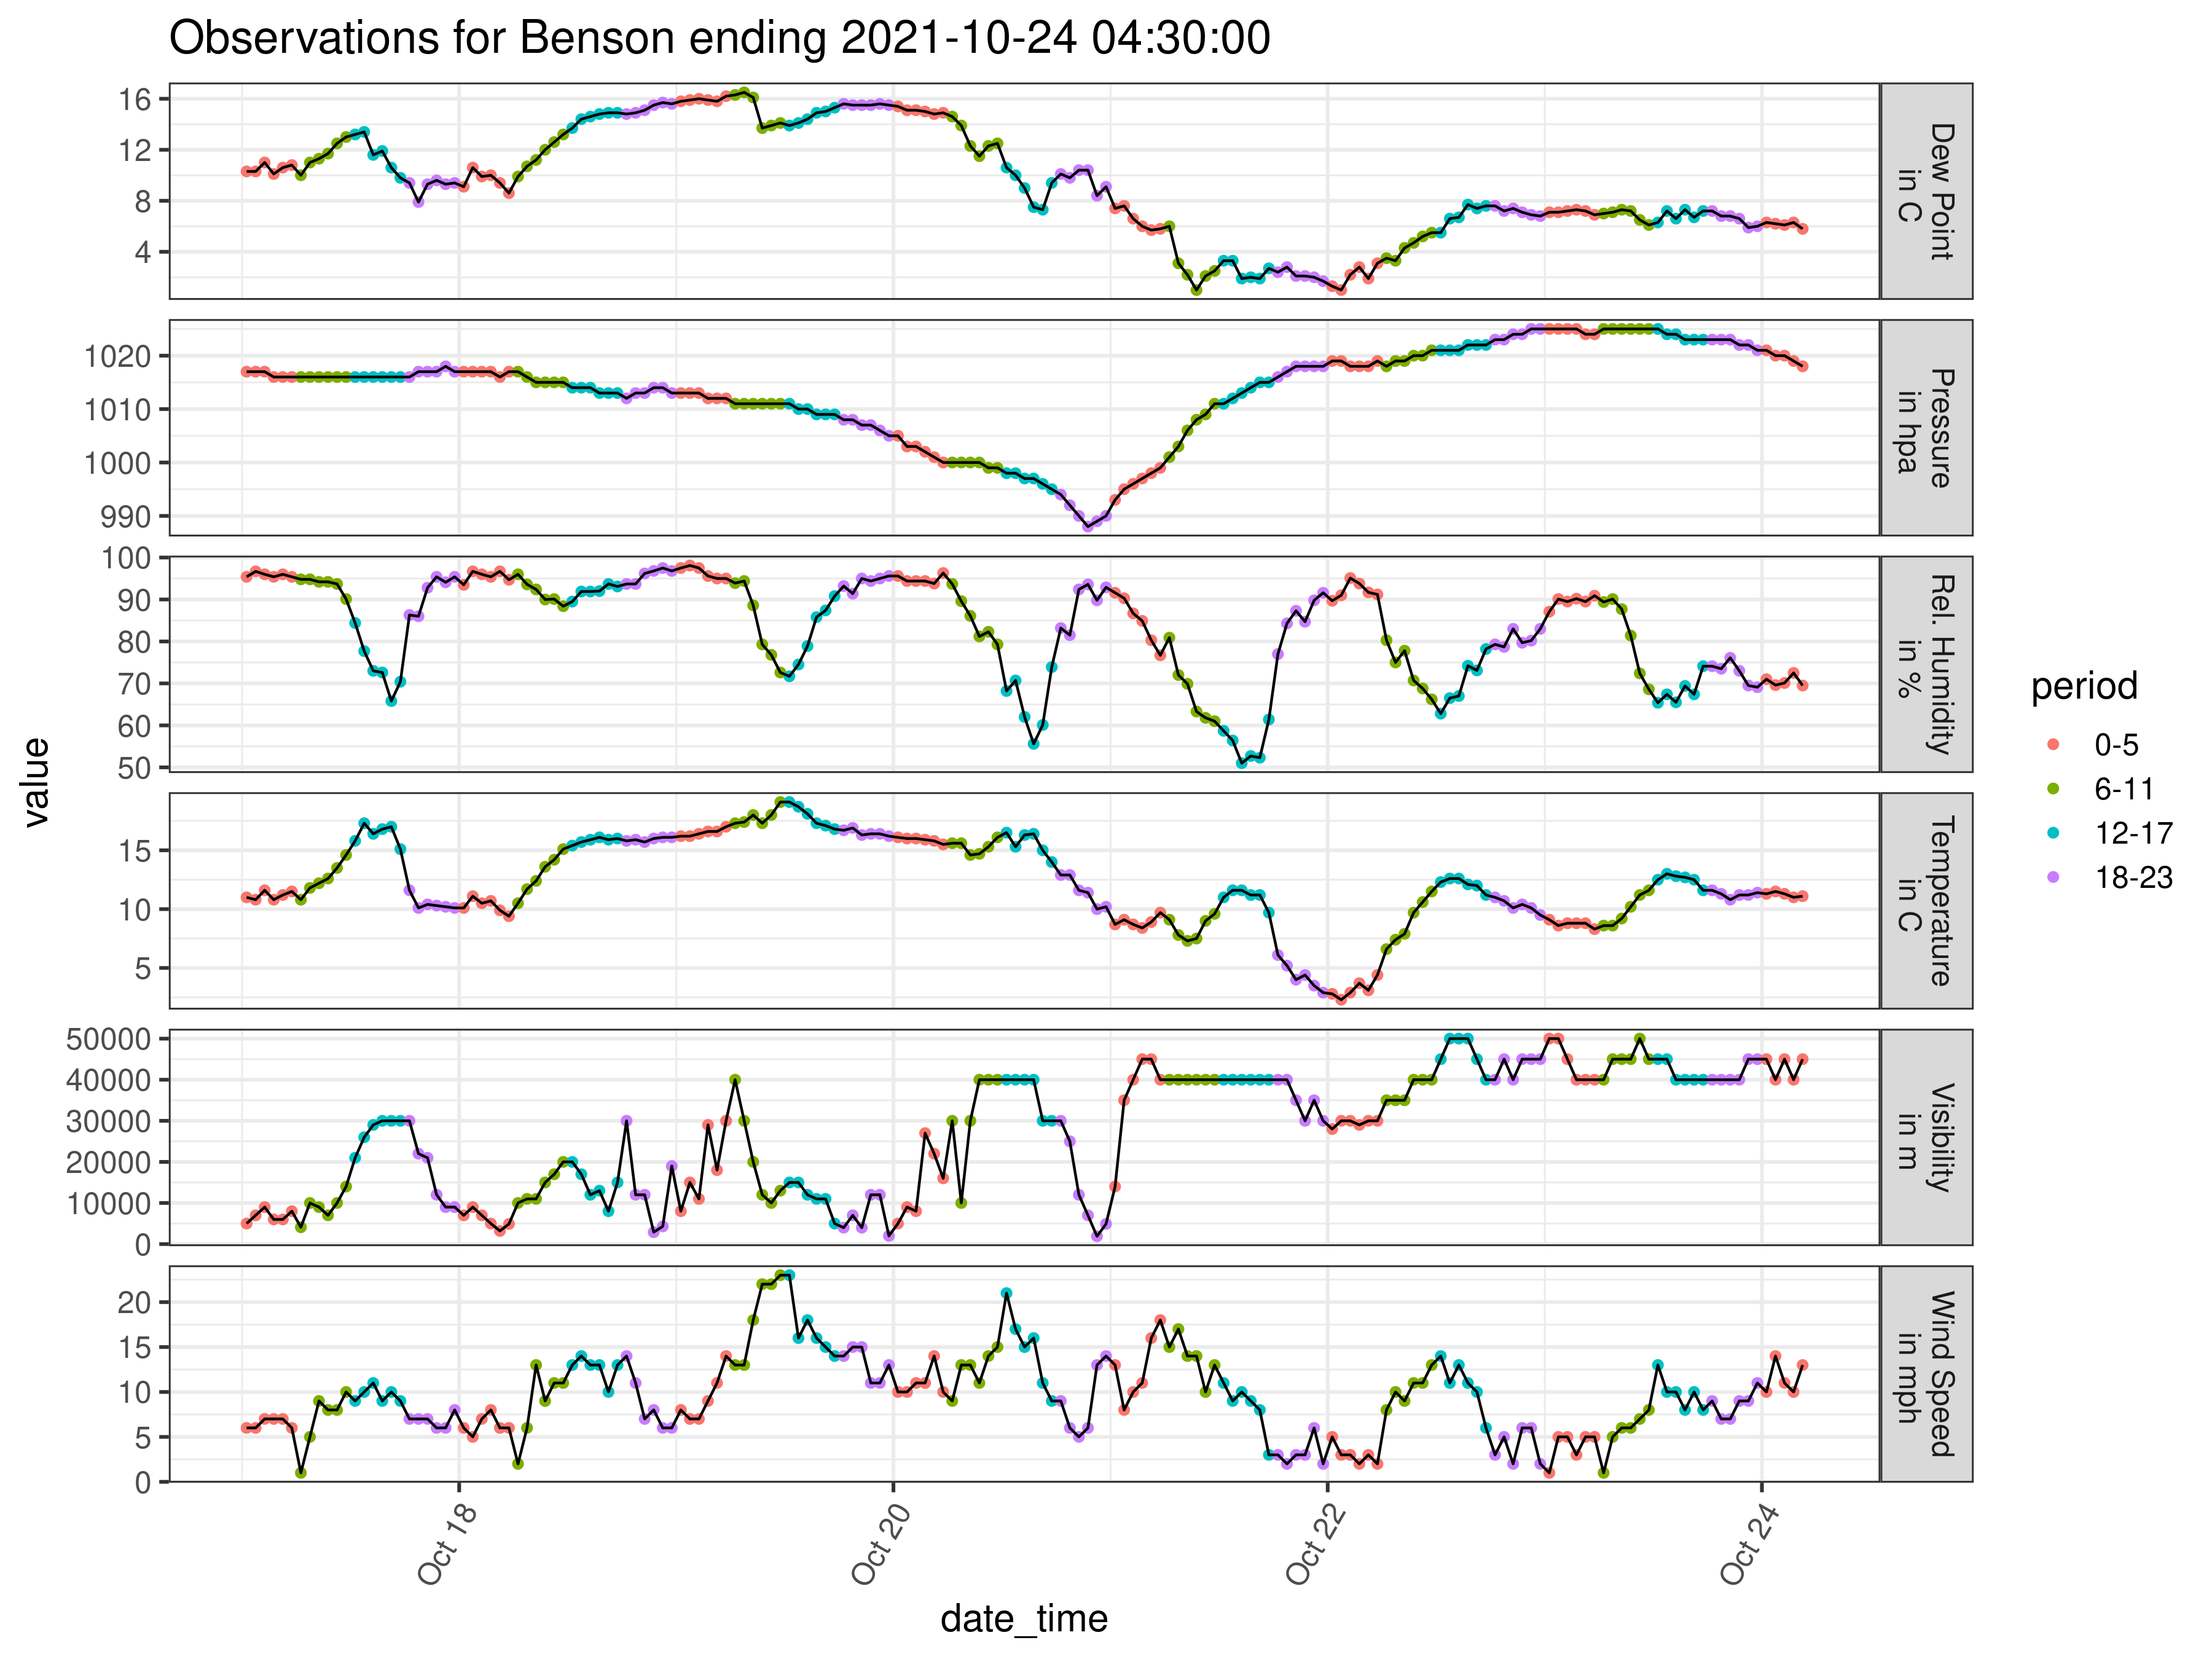 Observations for Benson ending 2021-10-24 04:30:00
value
16
12
8
4
Dew Point
in C
1020
1010
1000
990
Pressure
in hpa
100
90
80
70
60
50
Rel. Humidity
in %
15
10
5
Temperature
in C
50000
40000
30000
20000
10000
0
Visibility
in m
20
15
10
5
0
Wind Speed
in mph
Oct 18
Oct 20
Oct 22
Oct 24
date_time
period
0-5
6-11
12-17
18-23